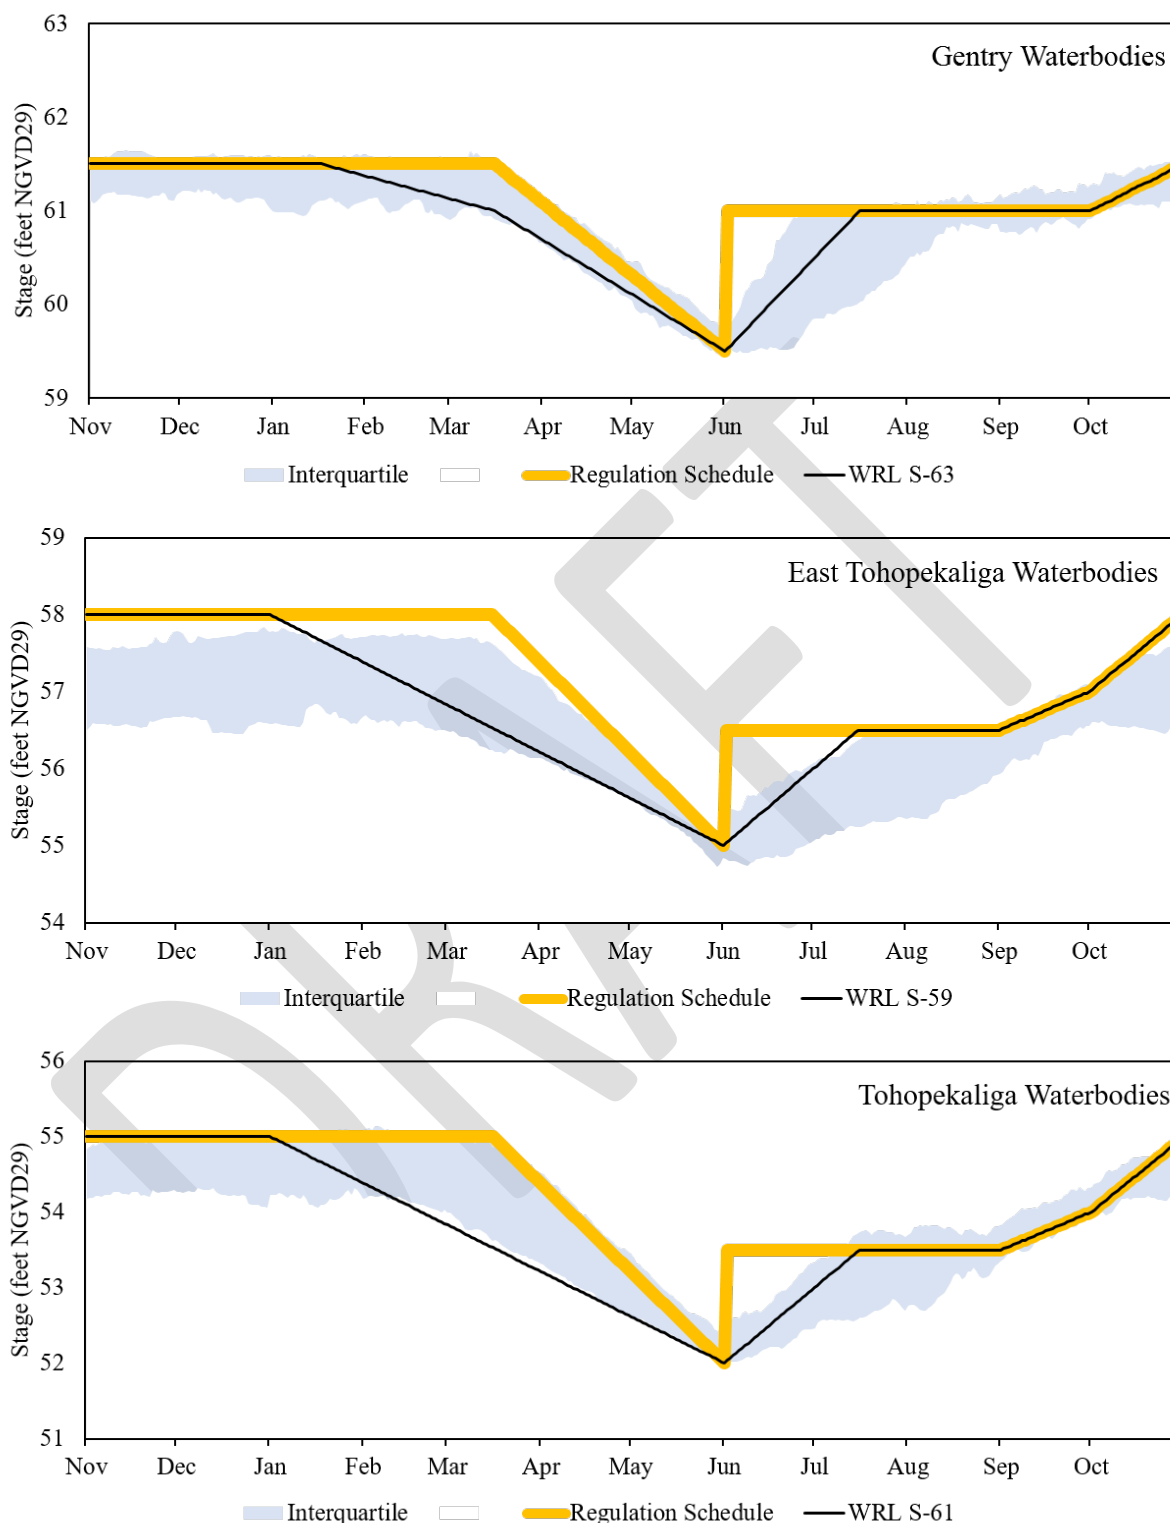 63
Gentry Waterbodies
62
61
60
59
Stage (feet NGVD29)
Nov Dec Jan Feb Mar Apr May Jun Jul Aug Sep Oct
Interquartile Regulation Schedule WRL S-63
59
East Tohopekaliga Waterbodies
58
57
56
55
54
Stage (feet NGVD29)
Nov Dec Jan Feb Mar Apr May Jun Jul Aug Sep Oct
Interquartile Regulation Schedule WRL S-59
56
Tohopekaliga Waterbodies
55
54
53
52
51
Stage (feet NGVD29)
Nov Dec Jan Feb Mar Apr May Jun Jul Aug Sep Oct
Interquartile Regulation Schedule WRL S-61
DRAFT